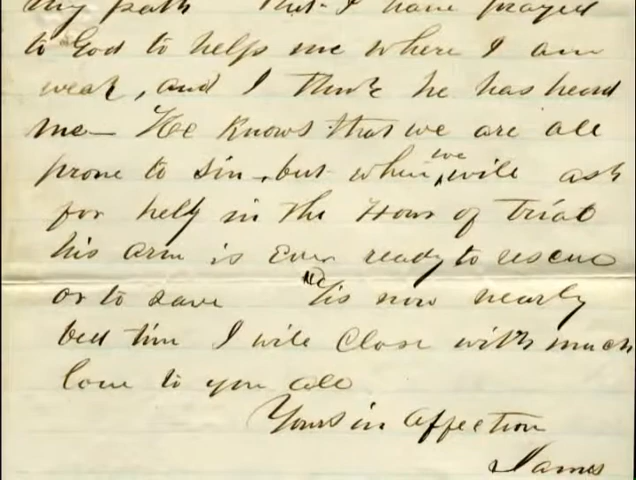 my path But I have prayed
to God to help me where I am
weak, and I think he has heard
me— He Knows that we are all
prone to sin -, but when we will ask
for help in the Hour of trial
his arm is Ever ready to rescue
or to save tis now nearly
bed tim I will Close with much
love to you all
Yours in affection
James